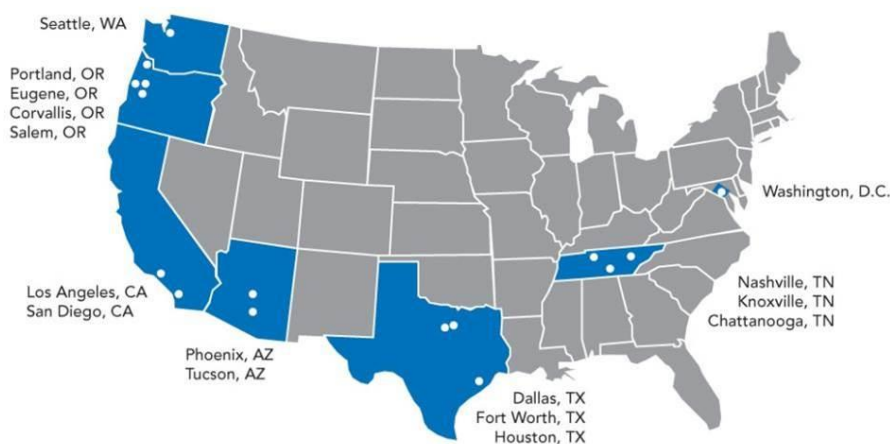 Seattle, WA
Portland, OR
Eugene, OR
Corvallis, OR
Salem, OR
Washington, D.C.
Los Angeles, CA
San Diego, CA
Nashville, TN
Knoxville, TN
Chattanooga, TN
Phoenix, AZ
Tucson, AZ
Dallas, TX
Fort Worth, TX
Houston, TX